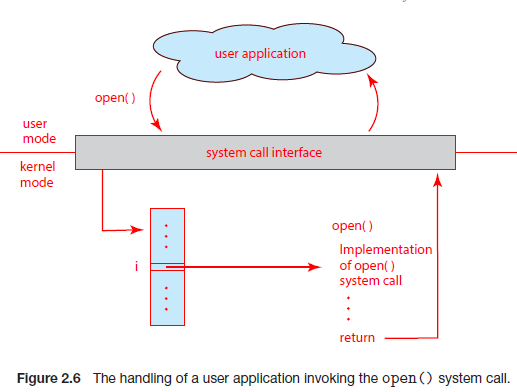 user application
open( )
user
mode
system call interface
kernel
mode
i
open( )
Implementation
of open( )
system call
return
Figure 2.6 The handling of a user application invoking the open() system call.